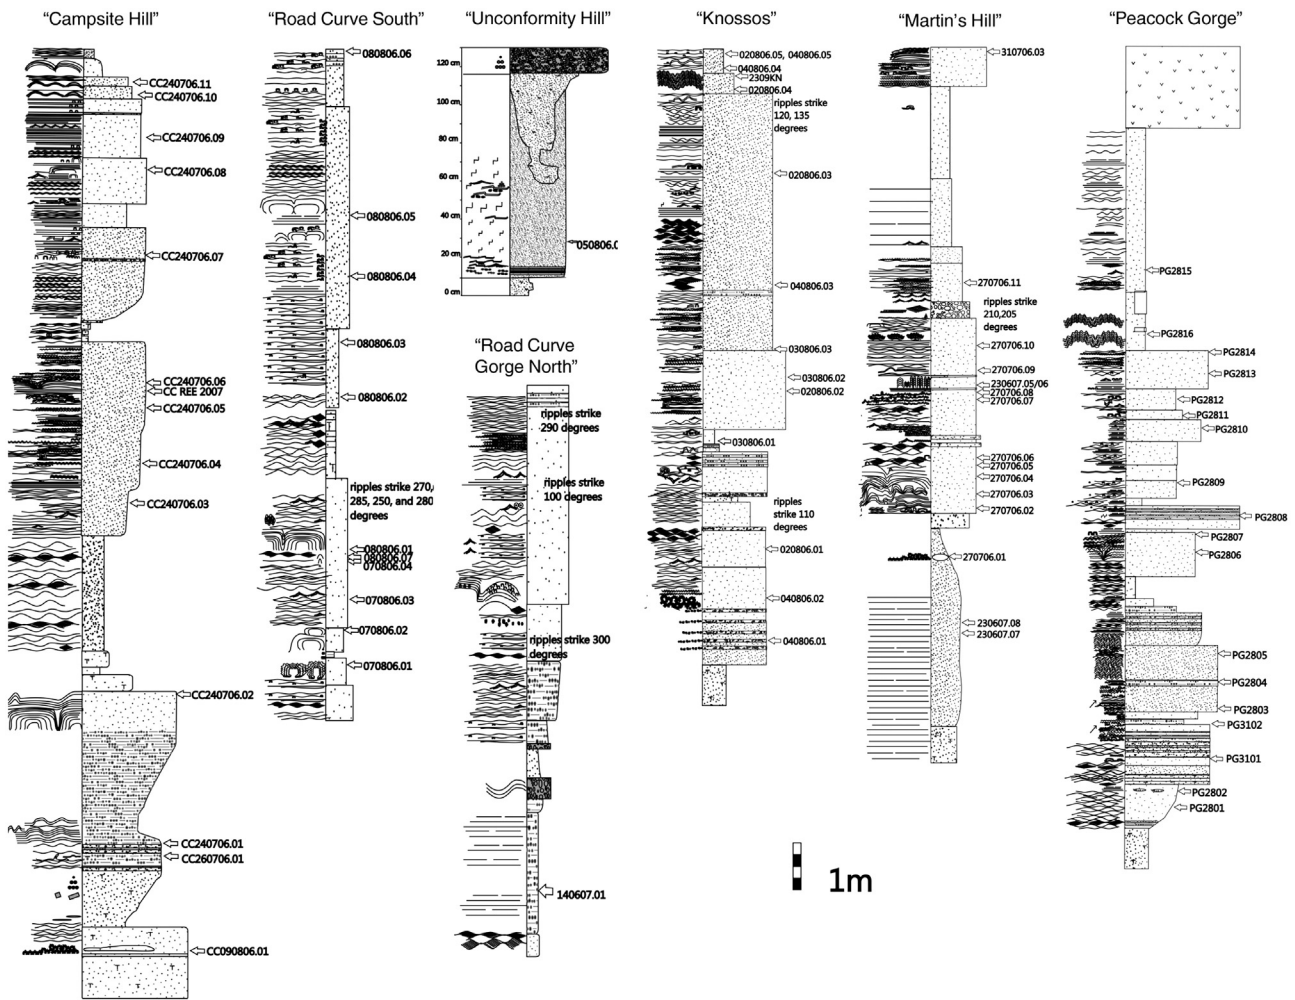 "Campsite Hill"
CC240706.11
CC240706.10
CC240706.09
CC240706.08
CC240706.07
CC240706.06
CC REE 2007
CC240706.05
CC240706.04
CC240706.03
CC240706.02
CC240706.01
CC260706.01
CC090806.01
"Road Curve South"
080806.06
080806.05
080806.04
080806.03
080806.02
ripples strike 270,
285, 250, and 280
degrees
080806.01
080806.07
070806.04
070806.03
070806.02
070806.01
"Unconformity Hill"
120 cm
100 cm
80 cm
60 cm
40 cm
20 cm
0 cm
050806.0
"Road Curve
Gorge North"
ripples strike
290 degrees
ripples strike
100 degrees
ripples strike 300
degrees
140607.01
"Knossos"
020806.05, 040806.05
040806.04
2309KN
020806.04
ripples strike
120, 135
degrees
020806.03
040806.03
030806.03
030806.02
020806.02
030806.01
ripples
strike 110
degrees
020806.01
040806.02
040806.01
1m
"Martin's Hill"
310706.03
270706.11
ripples strike
210,205
degrees
270706.10
270706.09
230607.05/06
270706.08
270706.07
270706.06
270706.05
270706.04
270706.03
270706.02
270706.01
230607.08
230607.07
"Peacock Gorge"
PG2815
PG2816
PG2814
PG2813
PG2812
PG2811
PG2810
PG2809
PG2808
PG2807
PG2806
PG2805
PG2804
PG2803
PG3102
PG3101
PG2802
PG2801